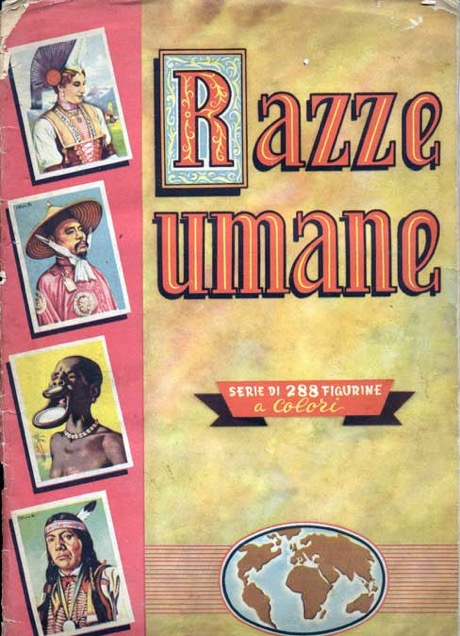 Razze
umane
SERIE DI 288 FIGURINE
a colori